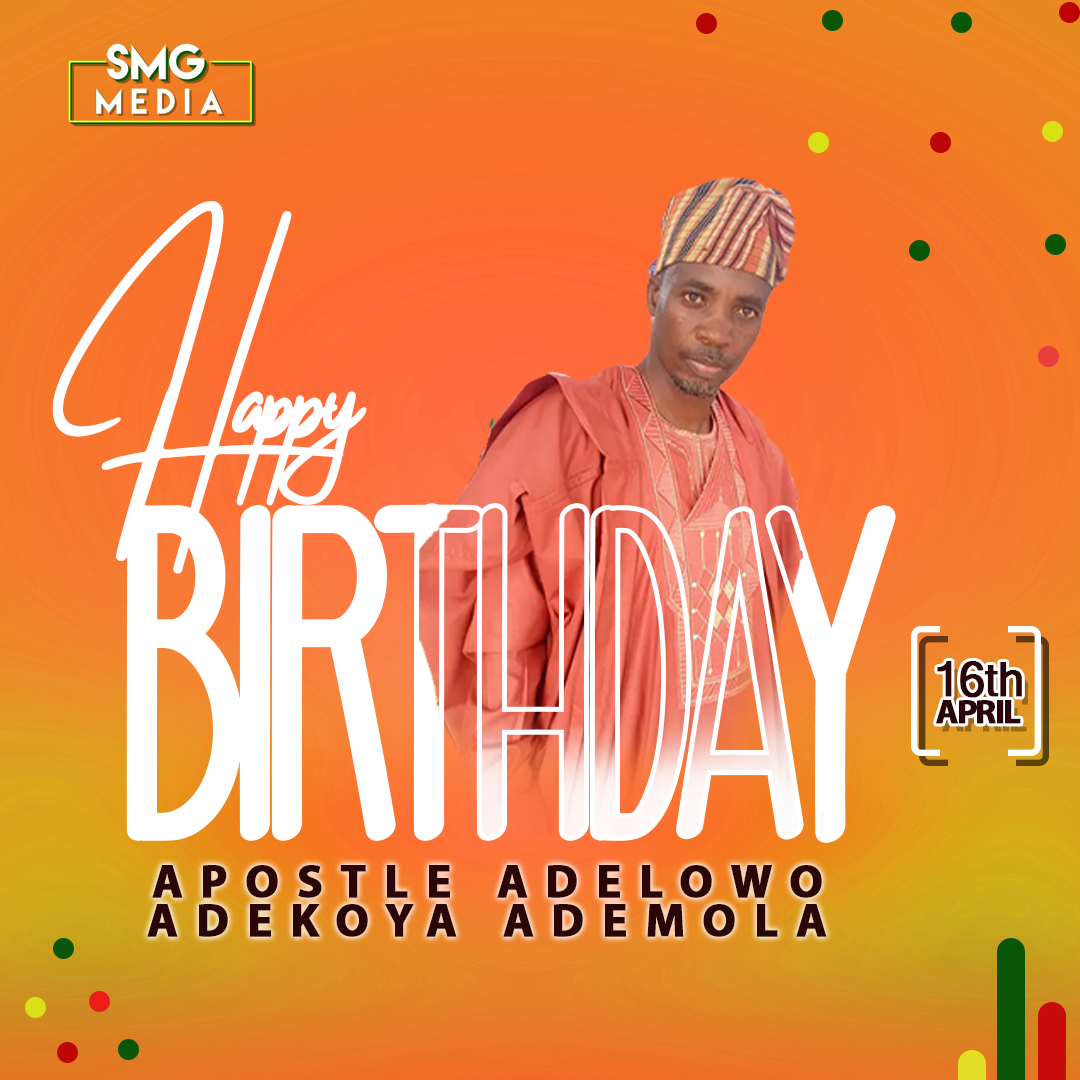 SMG
MEDIA
Happy
BIRTHDAY
16th
APRIL
APOSTLE ADELOWO
ADEKOYA ADEMOLA